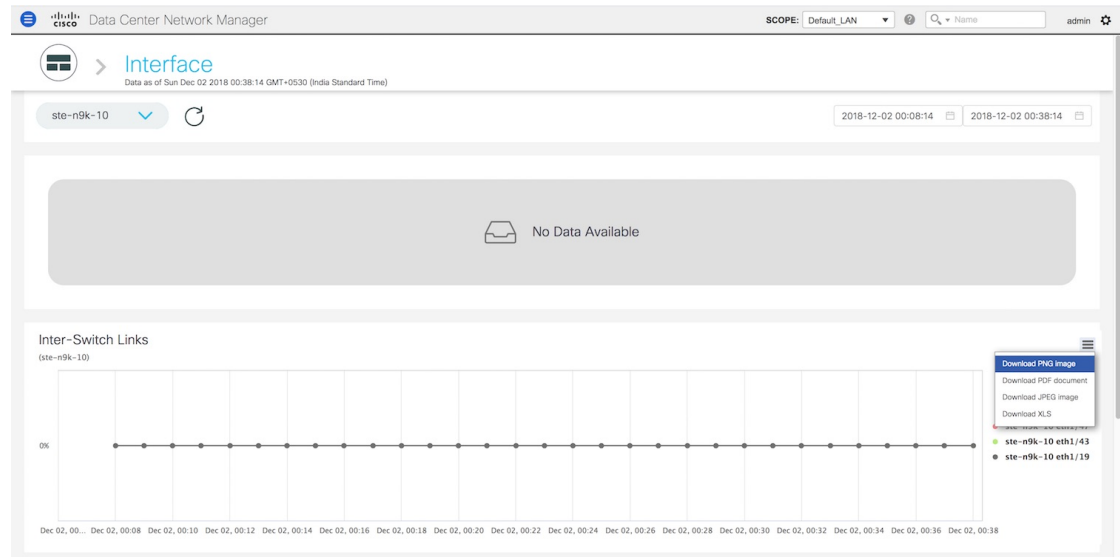 cisco Data Center Network Manager
SCOPE: Default_LAN
Name
admin
Interface
Data as of Sun Dec 02 2018 00:38:14 GMT+0530 (India Standard Time)
ste-n9k-10
2018-12-02 00:08:14
2018-12-02 00:38:14
No Data Available
Inter-Switch Links
(ste-n9k-10)
Download PNG image
Download PDF document
Download JPEG image
Download XLS
ste-n9k-10 eth1/43
ste-n9k-10 eth1/19
0%
Dec 02, 00... Dec 02, 00:08 Dec 02, 00:10 Dec 02, 00:12 Dec 02, 00:14 Dec 02, 00:16 Dec 02, 00:18 Dec 02, 00:20 Dec 02, 00:22 Dec 02, 00:24 Dec 02, 00:26 Dec 02, 00:28 Dec 02, 00:30 Dec 02, 00:32 Dec 02, 00:34 Dec 02, 00:36 Dec 02, 00:38